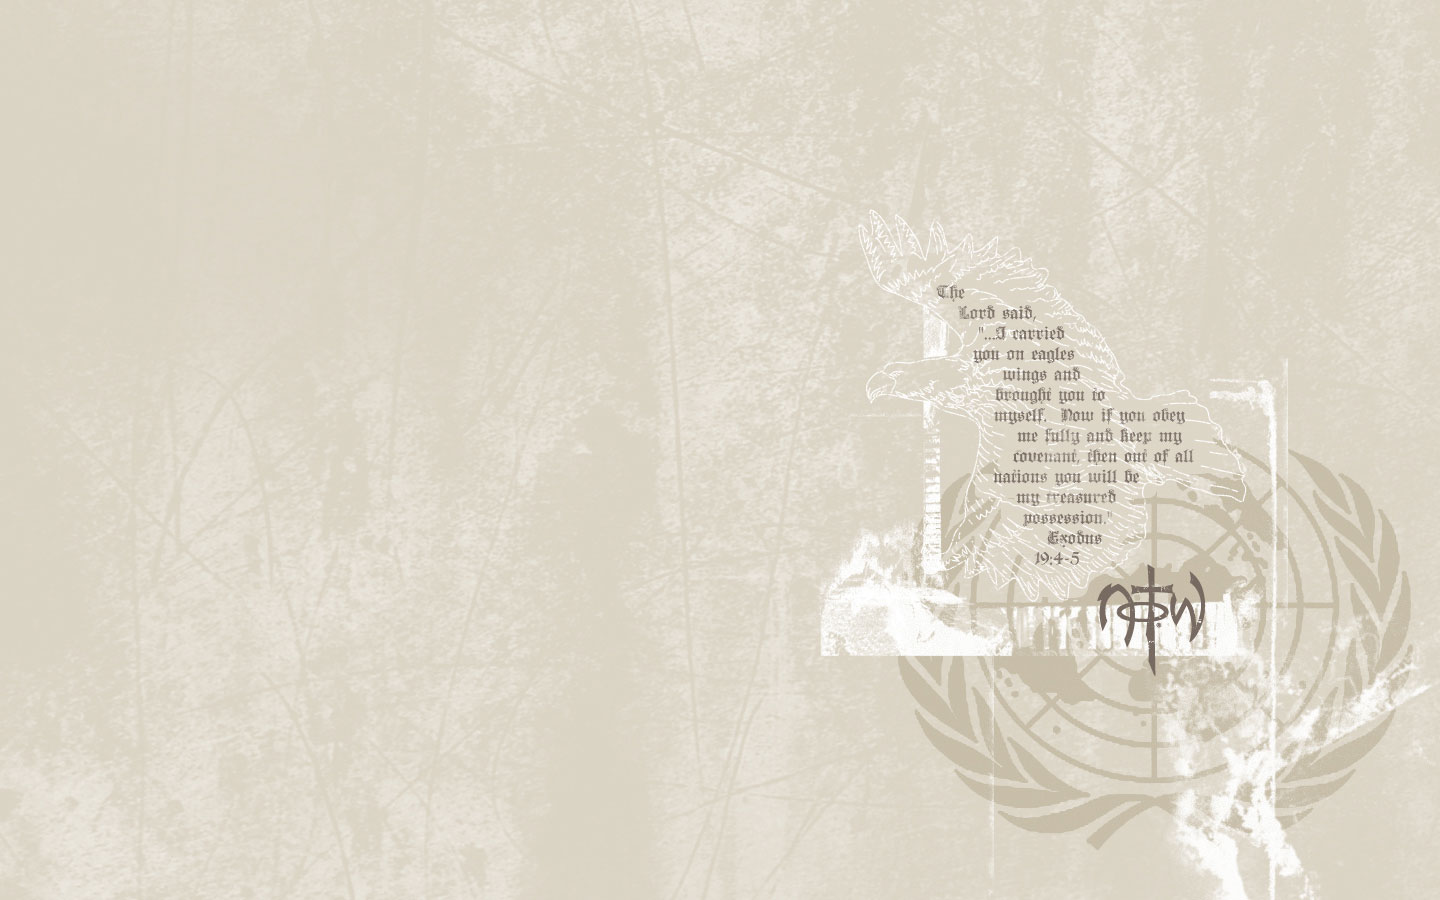 The
Lord said,
"...I carried
you on eagles
wings and
brought you to
myself. Now if you obey
me fully and keep my
covenant, then out of all
nations you will be
my treasured
possession."
Exodus
19:4-5
NOTW